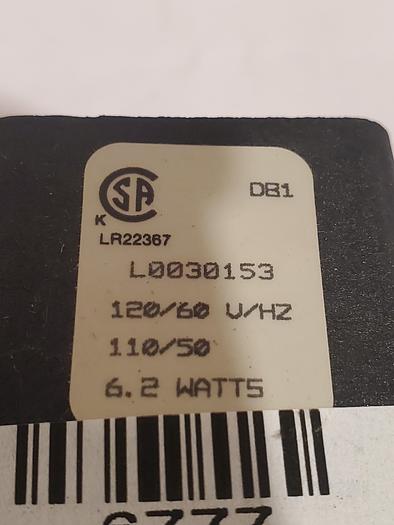 CSA DB1
K
LR22367
L0030153
120/60 V/HZ
110/50
6.2 WATTS